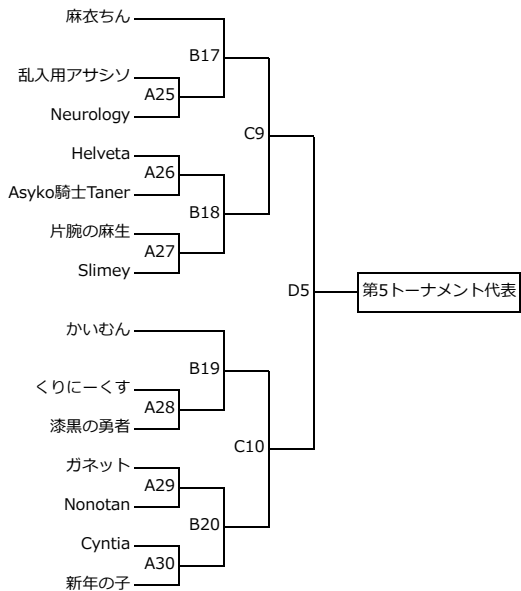 麻衣ちん
B17
乱入用アサシソ
A25
Neurology
C9
Helveta
A26
Asyko騎士Taner
B18
片腕の麻生
A27
Slimey
D5
第5トーナメント代表
かいむん
B19
くりにーくす
A28
漆黒の勇者
C10
ガネット
A29
Nonotan
B20
Cyntia
A30
新年の子